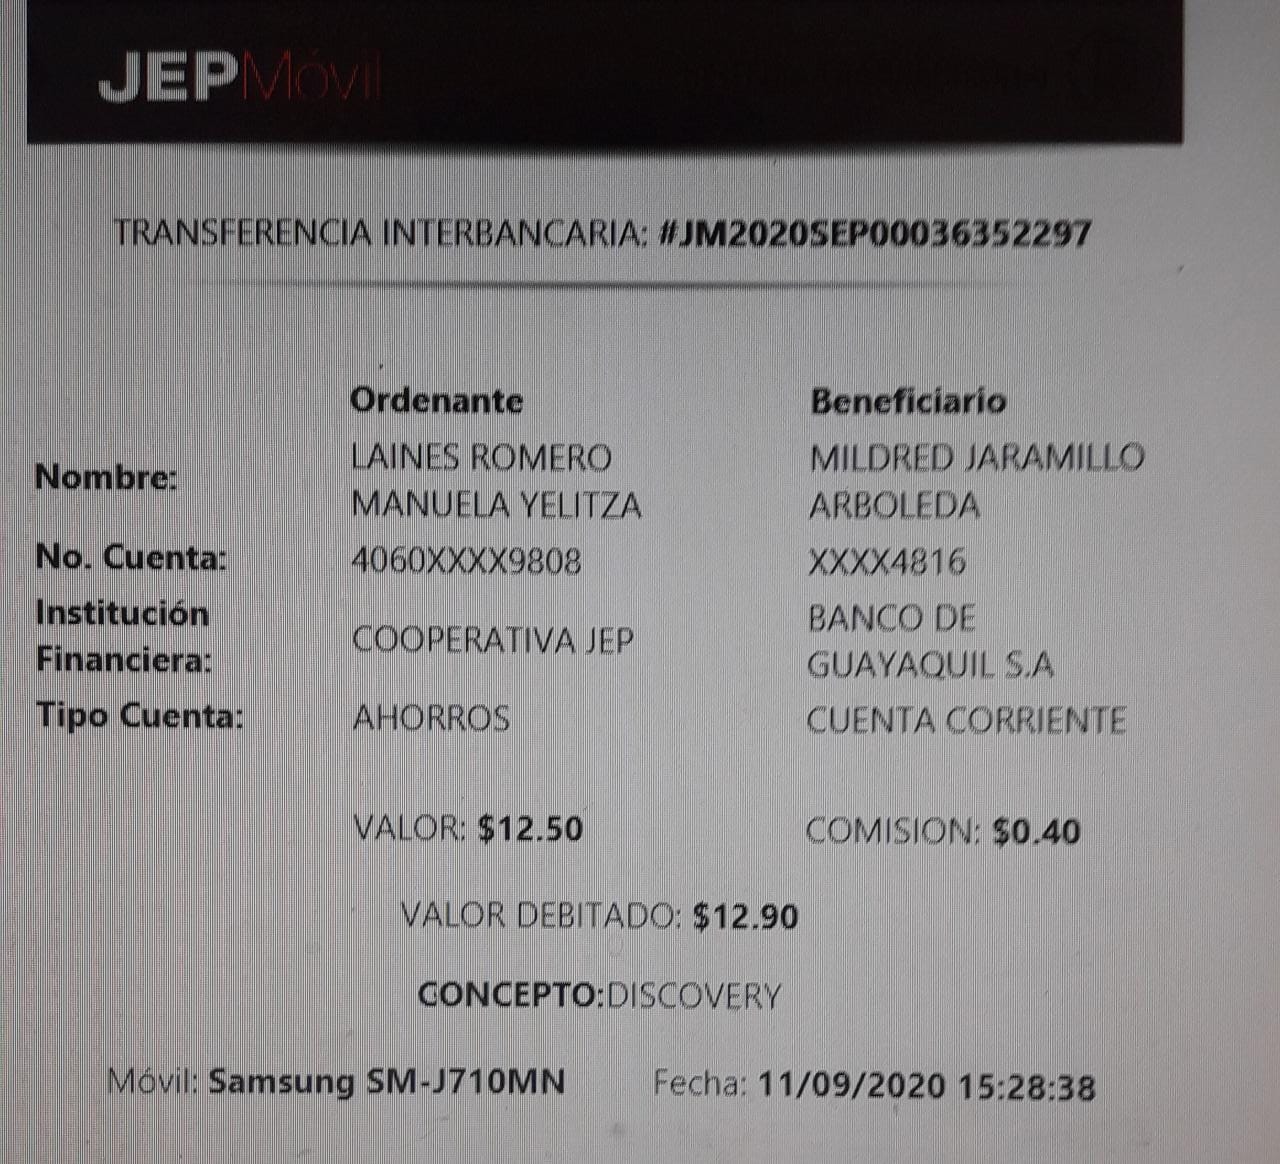 JEPMóvil
TRANSFERENCIA INTERBANCARIA: #JM2020SEP00036352297
Ordenante Beneficiario
Nombre: LAINES ROMERO MANUELA YELITZA MILDRED JARAMILLO ARBOLEDA
No. Cuenta: 4060XXXX9808 XXXX4816
Institución Financiera: COOPERATIVA JEP BANCO DE GUAYAQUIL S.A
Tipo Cuenta: AHORROS CUENTA CORRIENTE
VALOR: $12.50 COMISION: $0.40
VALOR DEBITADO: $12.90
CONCEPTO:DISCOVERY
Móvil: Samsung SM-J710MN Fecha: 11/09/2020 15:28:38